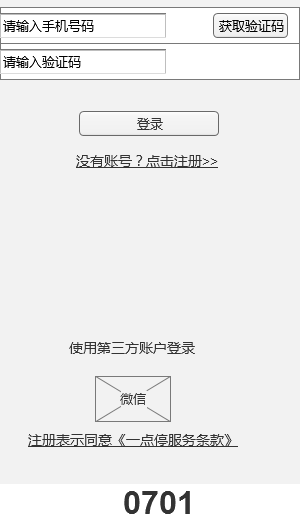 请输入手机号码 获取验证码
请输入验证码
登录
没有账号？点击注册>>
使用第三方账户登录
微信
注册表示同意《一点停服务条款》
0701